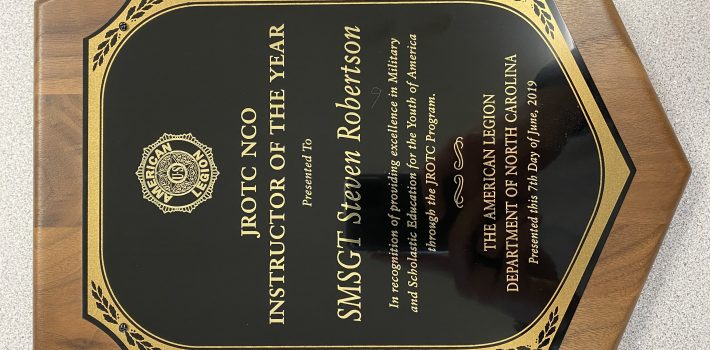 AMERICAN
LEGION
US
JROTC NCO
INSTRUCTOR OF THE YEAR
Presented To
SMSGT Steven Robertson
In recognition of providing excellence in Military
and Scholastic Education for the Youth of America
through the JROTC Program.
THE AMERICAN LEGION
DEPARTMENT OF NORTH CAROLINA
Presented this 7th Day of June, 2019